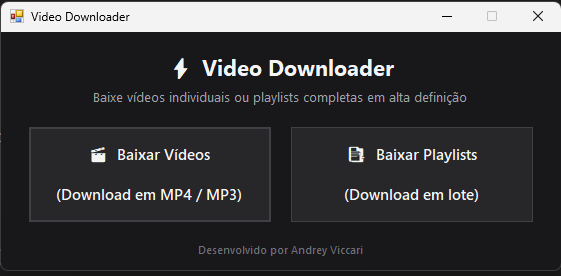 Video Downloader
Video Downloader
Baixe vídeos individuais ou playlists completas em alta definição
Baixar Vídeos
(Download em MP4 / MP3)
Baixar Playlists
(Download em lote)
Desenvolvido por Andrey Viccari